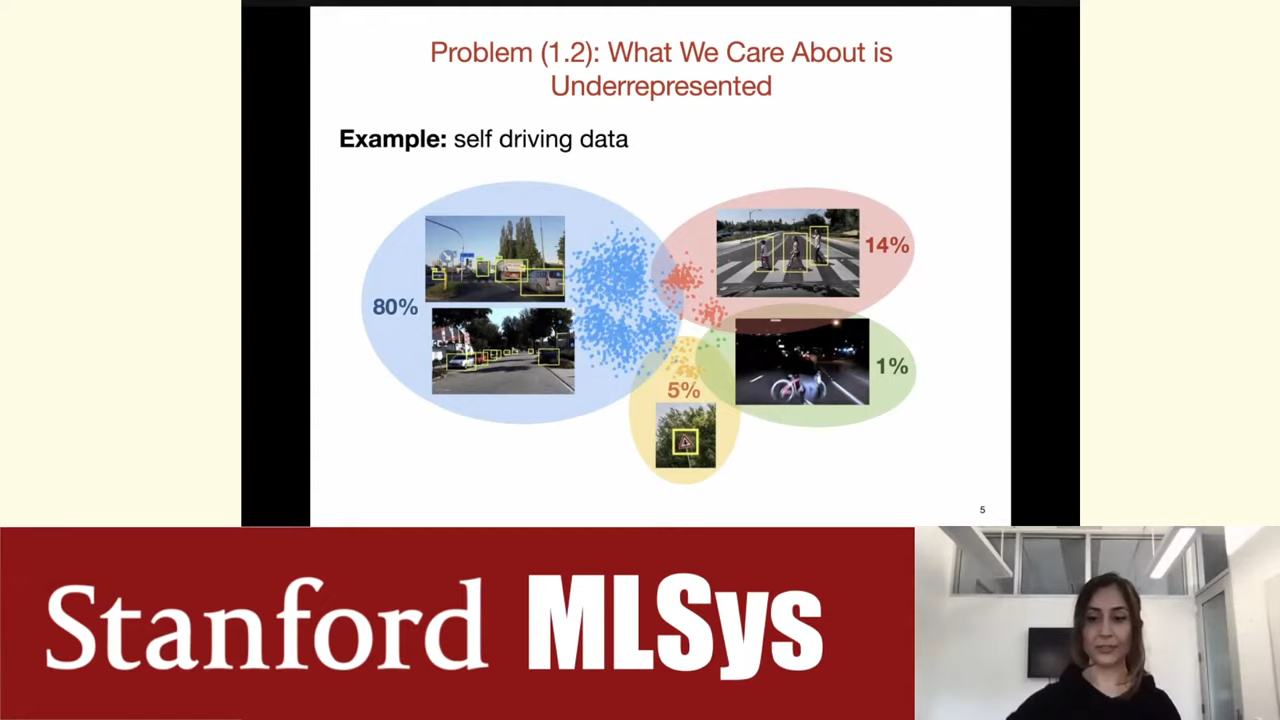 Problem (1.2): What We Care About is
Underrepresented
Example: self driving data
80%
14%
1%
5%
5
Stanford MLSys